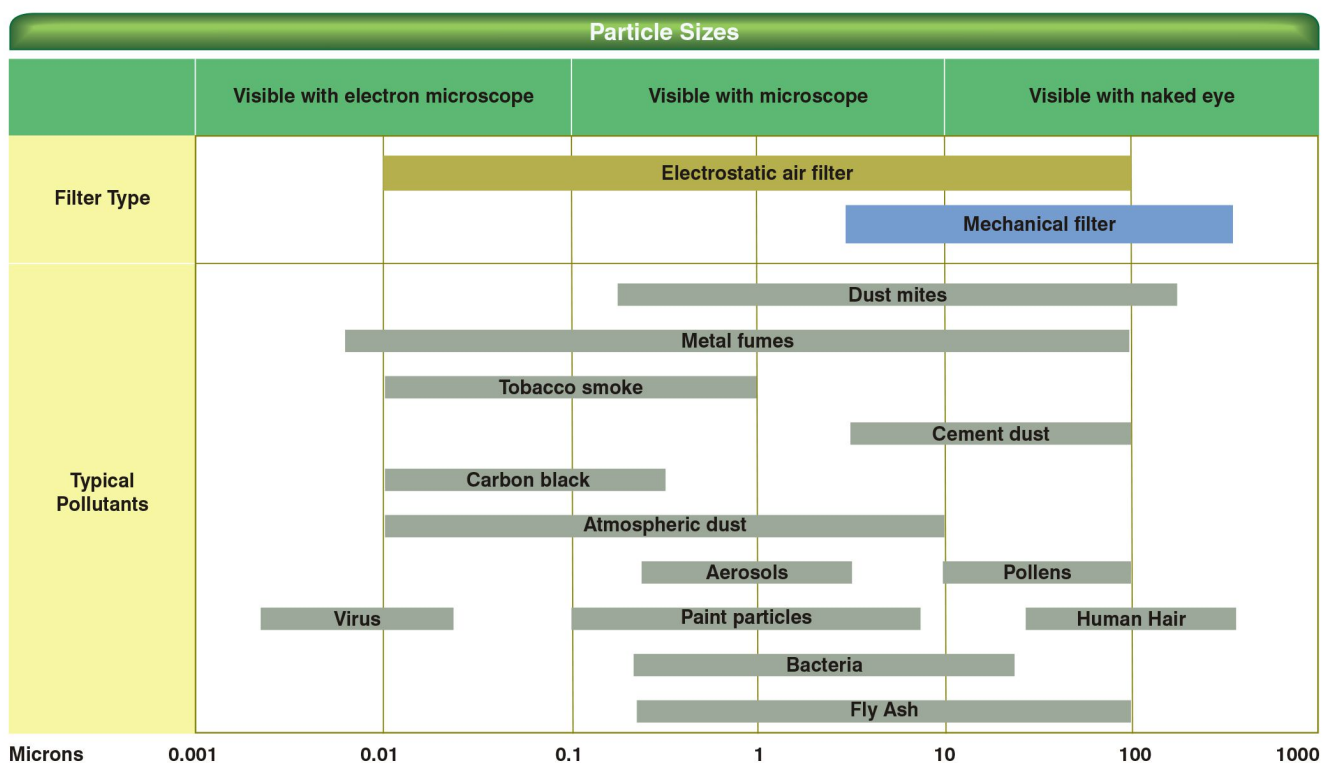 Particle Sizes
Visible with electron microscope
Visible with microscope
Visible with naked eye
Filter Type
Electrostatic air filter
Mechanical filter
Typical
Pollutants
Dust mites
Metal fumes
Tobacco smoke
Cement dust
Carbon black
Atmospheric dust
Aerosols
Pollens
Virus
Paint particles
Human Hair
Bacteria
Fly Ash
Microns 0.001 0.01 0.1 1 10 100 1000